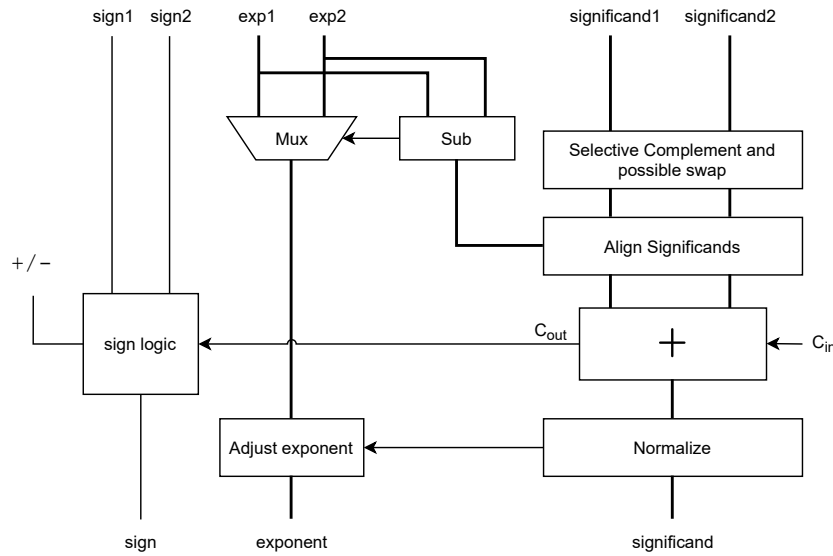 sign1 sign2 exp1 exp2 significand1 significand2
Mux
Sub
Selective Complement and
possible swap
Align Significands
+/−
sign logic
Cout
+
Cin
Adjust exponent
Normalize
sign exponent significand